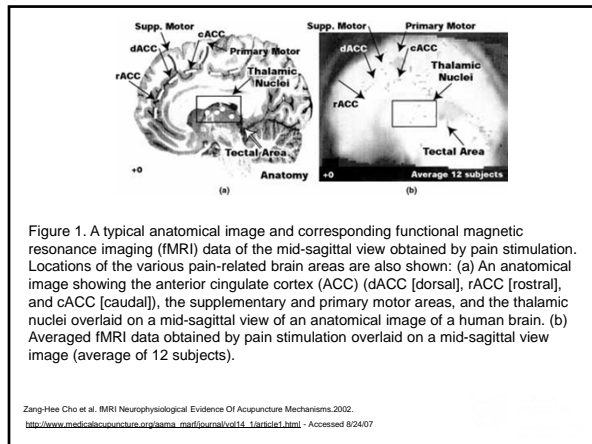 Supp. Motor
cACC
dACC
Primary Motor
Thalamic
Nuclei
rACC
Tectal Area
+0
Anatomy
(a)
Supp. Motor
Primary Motor
dACC
cACC
Thalamic
Nuclei
rACC
Tectal Area
+0
Average 12 subjects
(b)
Figure 1. A typical anatomical image and corresponding functional magnetic
resonance imaging (fMRI) data of the mid-sagittal view obtained by pain stimulation.
Locations of the various pain-related brain areas are also shown: (a) An anatomical
image showing the anterior cingulate cortex (ACC) (dACC [dorsal], rACC [rostral],
and cACC [caudal]), the supplementary and primary motor areas, and the thalamic
nuclei overlaid on a mid-sagittal view of an anatomical image of a human brain. (b)
Averaged fMRI data obtained by pain stimulation overlaid on a mid-sagittal view
image (average of 12 subjects).
Zang-Hee Cho et al. fMRI Neurophysiological Evidence Of Acupuncture Mechanisms.2002.
http://www.medicalacupuncture.org/aama_marf/journal/vol14_1/article1.html - Accessed 8/24/07